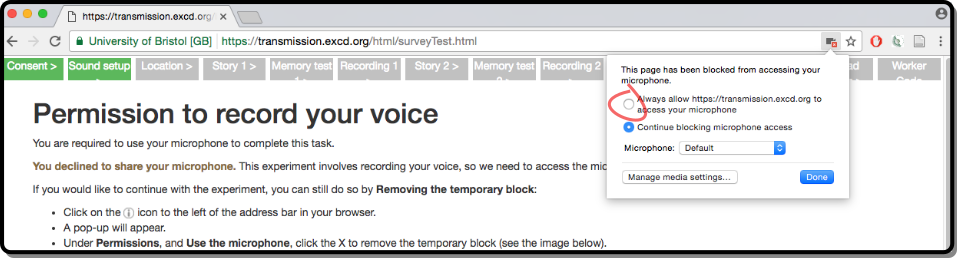 https://transmission.excd.org/
University of Bristol [GB] https://transmission.excd.org/html/surveyTest.html
Consent > Sound setup Location > Story 1 > Memory test Recording 1 Story 2 > Memory test Recording 2 Worker
This page has been blocked from accessing your
microphone.
Always allow https://transmission.excd.org to
access your microphone
Continue blocking microphone access
Microphone: Default
Manage media settings... Done
Permission to record your voice
You are required to use your microphone to complete this task.
You declined to share your microphone. This experiment involves recording your voice, so we need to access the
If you would like to continue with the experiment, you can still do so by Removing the temporary block:
• Click on the icon to the left of the address bar in your browser.
• A pop-up will appear.
• Under Permissions, and Use the microphone, click the X to remove the temporary block (see the image below).